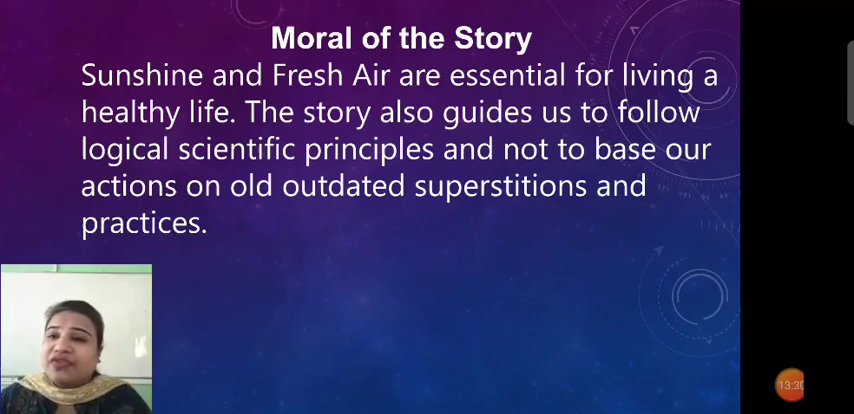 Moral of the Story
Sunshine and Fresh Air are essential for living a
healthy life. The story also guides us to follow
logical scientific principles and not to base our
actions on old outdated superstitions and
practices.
13:30